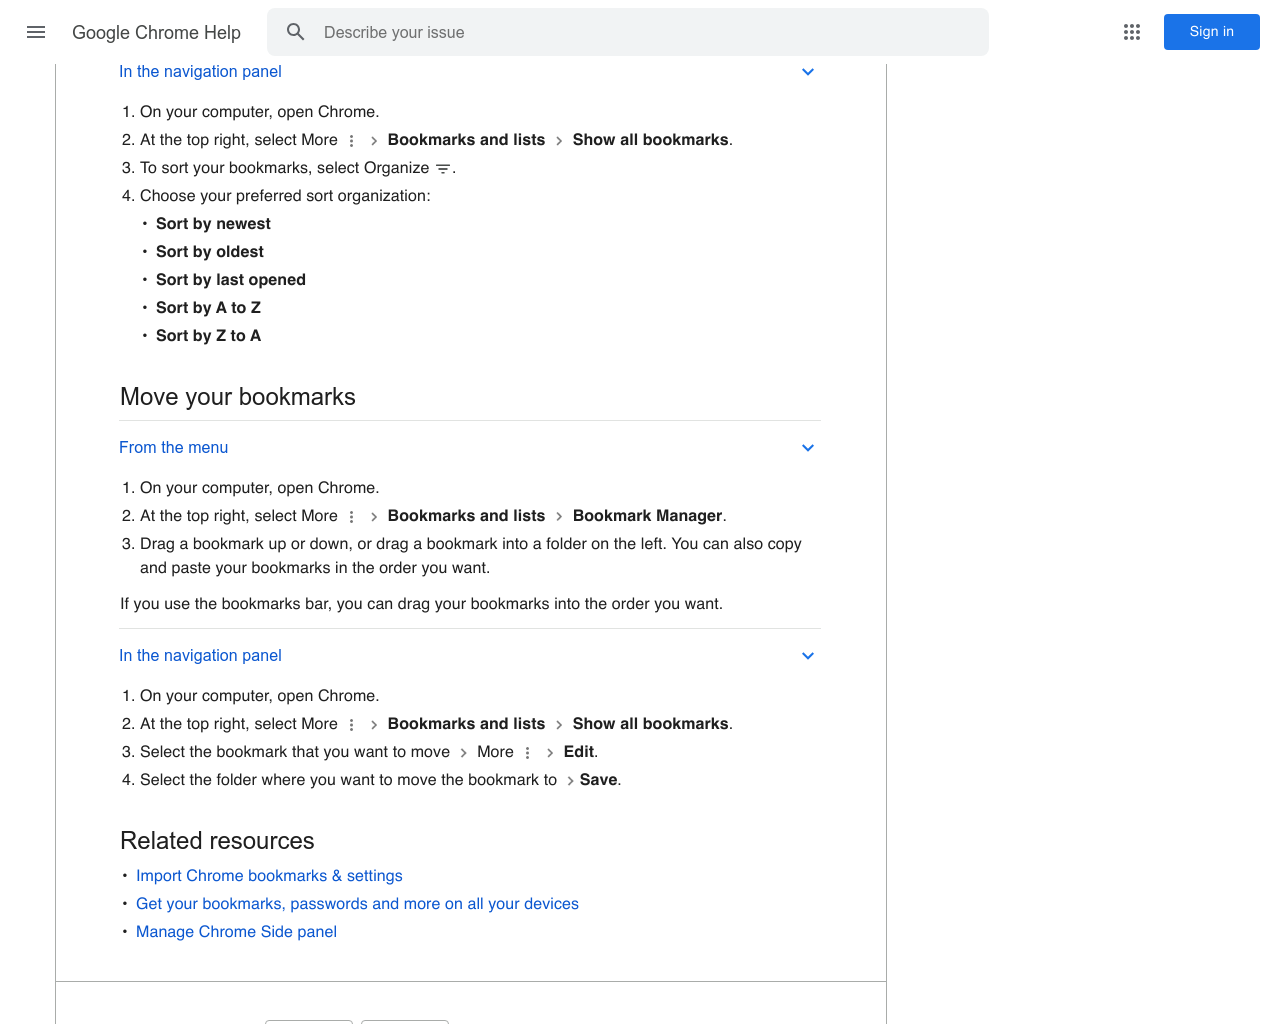 Google Chrome Help
Describe your issue
Sign in
In the navigation panel
1. On your computer, open Chrome.
2. At the top right, select More > Bookmarks and lists > Show all bookmarks.
3. To sort your bookmarks, select Organize .
4. Choose your preferred sort organization:
• Sort by newest
• Sort by oldest
• Sort by last opened
• Sort by A to Z
• Sort by Z to A
Move your bookmarks
From the menu
1. On your computer, open Chrome.
2. At the top right, select More > Bookmarks and lists > Bookmark Manager.
3. Drag a bookmark up or down, or drag a bookmark into a folder on the left. You can also copy
and paste your bookmarks in the order you want.
If you use the bookmarks bar, you can drag your bookmarks into the order you want.
In the navigation panel
1. On your computer, open Chrome.
2. At the top right, select More > Bookmarks and lists > Show all bookmarks.
3. Select the bookmark that you want to move > More > Edit.
4. Select the folder where you want to move the bookmark to > Save.
Related resources
• Import Chrome bookmarks & settings
• Get your bookmarks, passwords and more on all your devices
• Manage Chrome Side panel